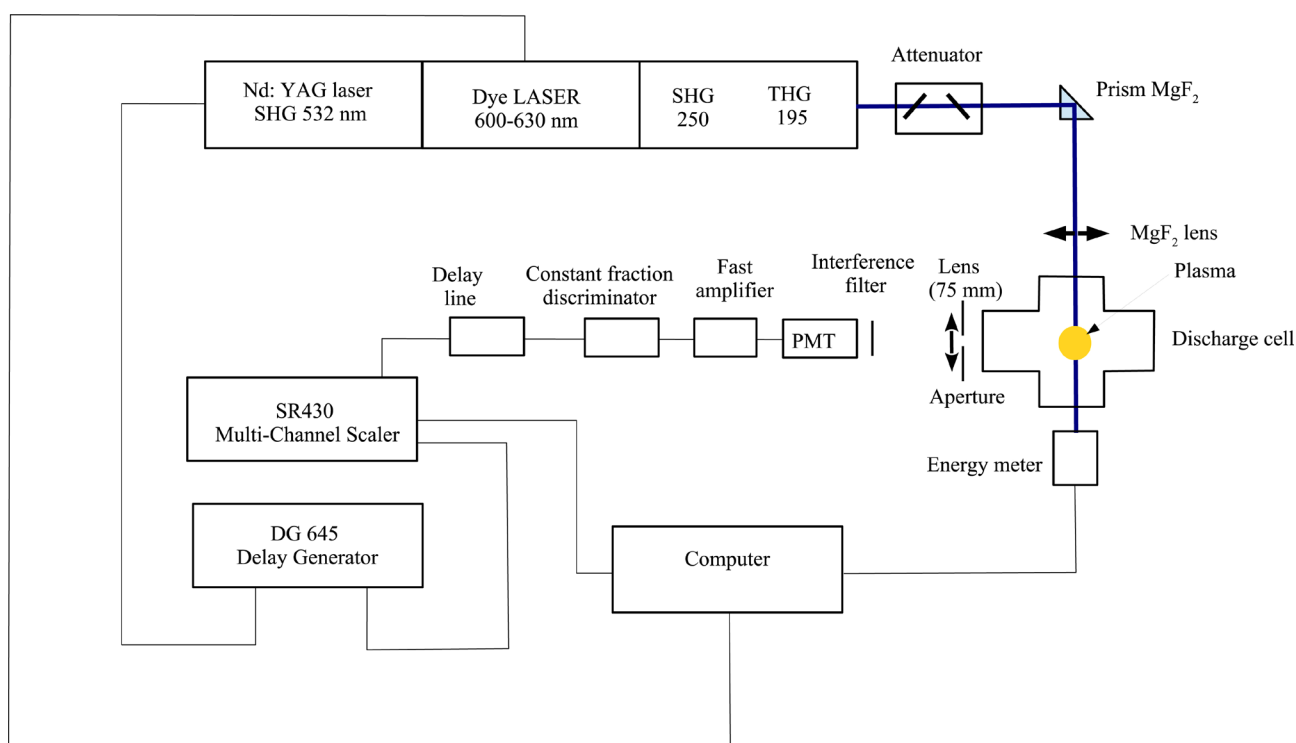 Attenuator
Nd: YAG laser
SHG 532 nm
Dye LASER
600-630 nm
SHG
250
THG
195
Prism MgF₂
MgF₂ lens
Plasma
Delay
line
Constant fraction
discriminator
Fast
amplifier
Interference
filter
Lens
(75 mm)
PMT
Discharge cell
Aperture
SR430
Multi-Channel Scaler
Energy meter
DG 645
Delay Generator
Computer